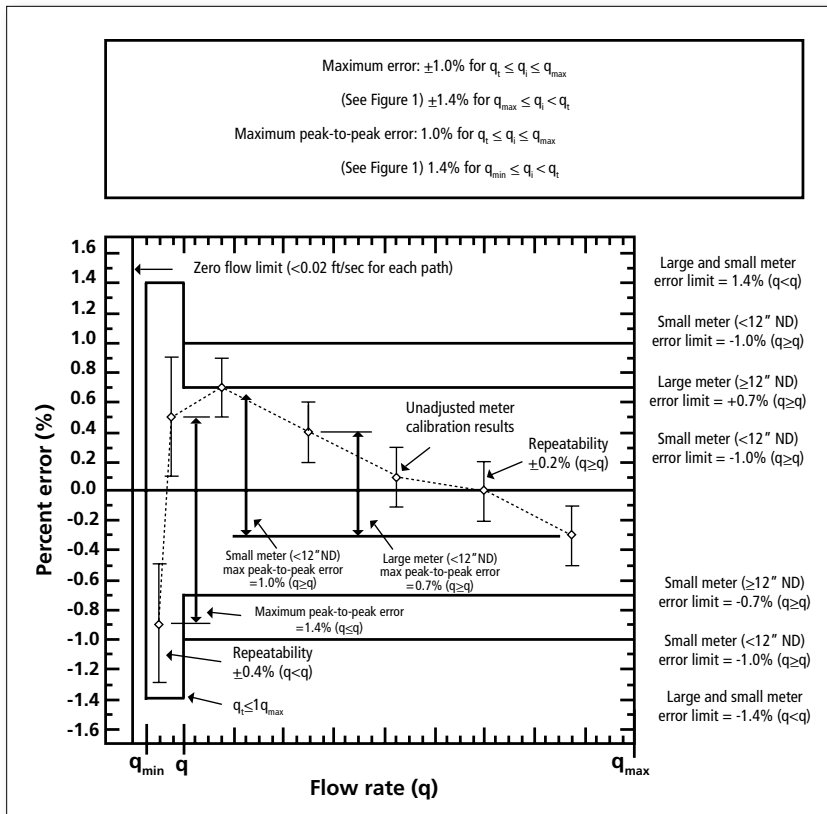 Maximum error: ±1.0% for qt ≤ qi ≤ qmax
(See Figure 1) ±1.4% for qmax ≤ qi < qt
Maximum peak-to-peak error: 1.0% for qt ≤ qi ≤ qmax
(See Figure 1) 1.4% for qmin ≤ qi < qt
1.6
1.4
1.2
1.0
0.8
0.6
0.4
0.2
0.0
-0.2
-0.4
-0.6
-0.8
-1.0
-1.2
-1.4
-1.6
Percent error (%)
Zero flow limit (<0.02 ft/sec for each path)
Unadjusted meter
calibration results
Repeatability
±0.2% (q≥q)
Small meter (<12" ND)
max peak-to-peak error
=1.0% (q≥q)
Large meter (<12" ND)
max peak-to-peak error
=0.7% (q≥q)
Maximum peak-to-peak error
=1.4% (q≤q)
Repeatability
±0.4% (q<q)
qt≤1qmax
Large and small meter
error limit = 1.4% (q<q)
Small meter (<12" ND)
error limit = -1.0% (q≥q)
Large meter (≥12" ND)
error limit = +0.7% (q≥q)
Small meter (<12" ND)
error limit = -1.0% (q≥q)
Small meter (≥12" ND)
error limit = -0.7% (q≥q)
Small meter (<12" ND)
error limit = -1.0% (q≥q)
Large and small meter
error limit = -1.4% (q<q)
qmin
q
qmax
Flow rate (q)